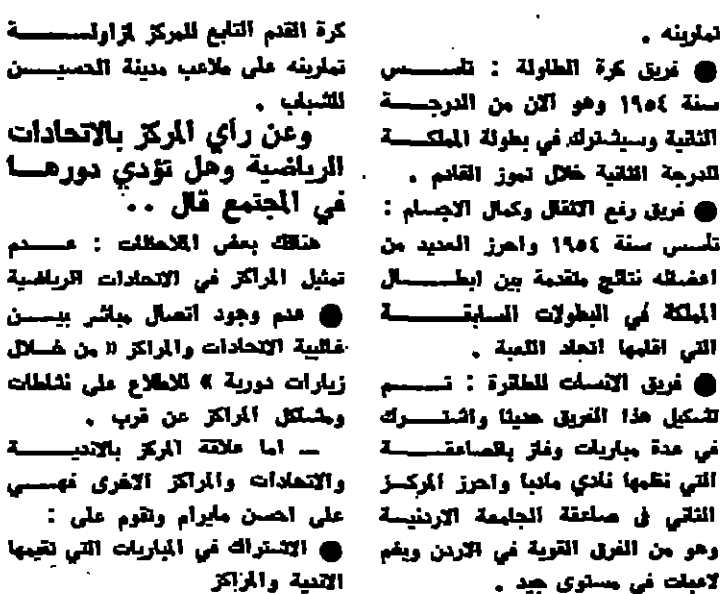 تمارينه .
● فريق كرة الطاولة : تأسس
سنة ١٩٥٤ وهو الان من الدرجة
الثانية وسيشترك في بطولة المملكة
للدرجة الثانية خلال تموز القادم .
● فريق رفع الاثقال وكمال الاجسام :
تأسس سنة ١٩٥٤ واحرز العديد من
اعضائه نتائج متقدمة بين ابطال
المملكة في البطولات السابقة
التي اقامها اتحاد اللعبة .
● فريق الانسات للطائرة : تم
تشكيل هذا الفريق حديثا واشترك
في عدة مباريات وفاز بالصاعقة
التي نظمها نادي مادبا واحرز المركز
الثاني في صاعقة الجامعة الاردنية
وهو من الفرق القوية في الاردن ويضم
لاعبات في مستوى جيد .
كرة القدم التابع للمركز لمزاولة
تمارينه على ملاعب مدينة الحسين
للشباب .
وعن رأي المركز بالاتحادات
الرياضية وهل تؤدي دورها
في المجتمع قال ..
هنالك بعض الملاحظات : عدم
تمثيل المراكز في الاتحادات الرياضية
● عدم وجود اتصال مباشر بين
غالبية الاتحادات والمراكز « من خلال
زيارات دورية » للاطلاع على نشاطات
ومشاكل المراكز عن قرب .
ـ اما علاقة المركز بالاندية
والاتحادات والمراكز الاخرى فهي
على احسن مايرام وتقوم على :
● الاشتراك في المباريات التي تقيمها
الاندية والمراكز